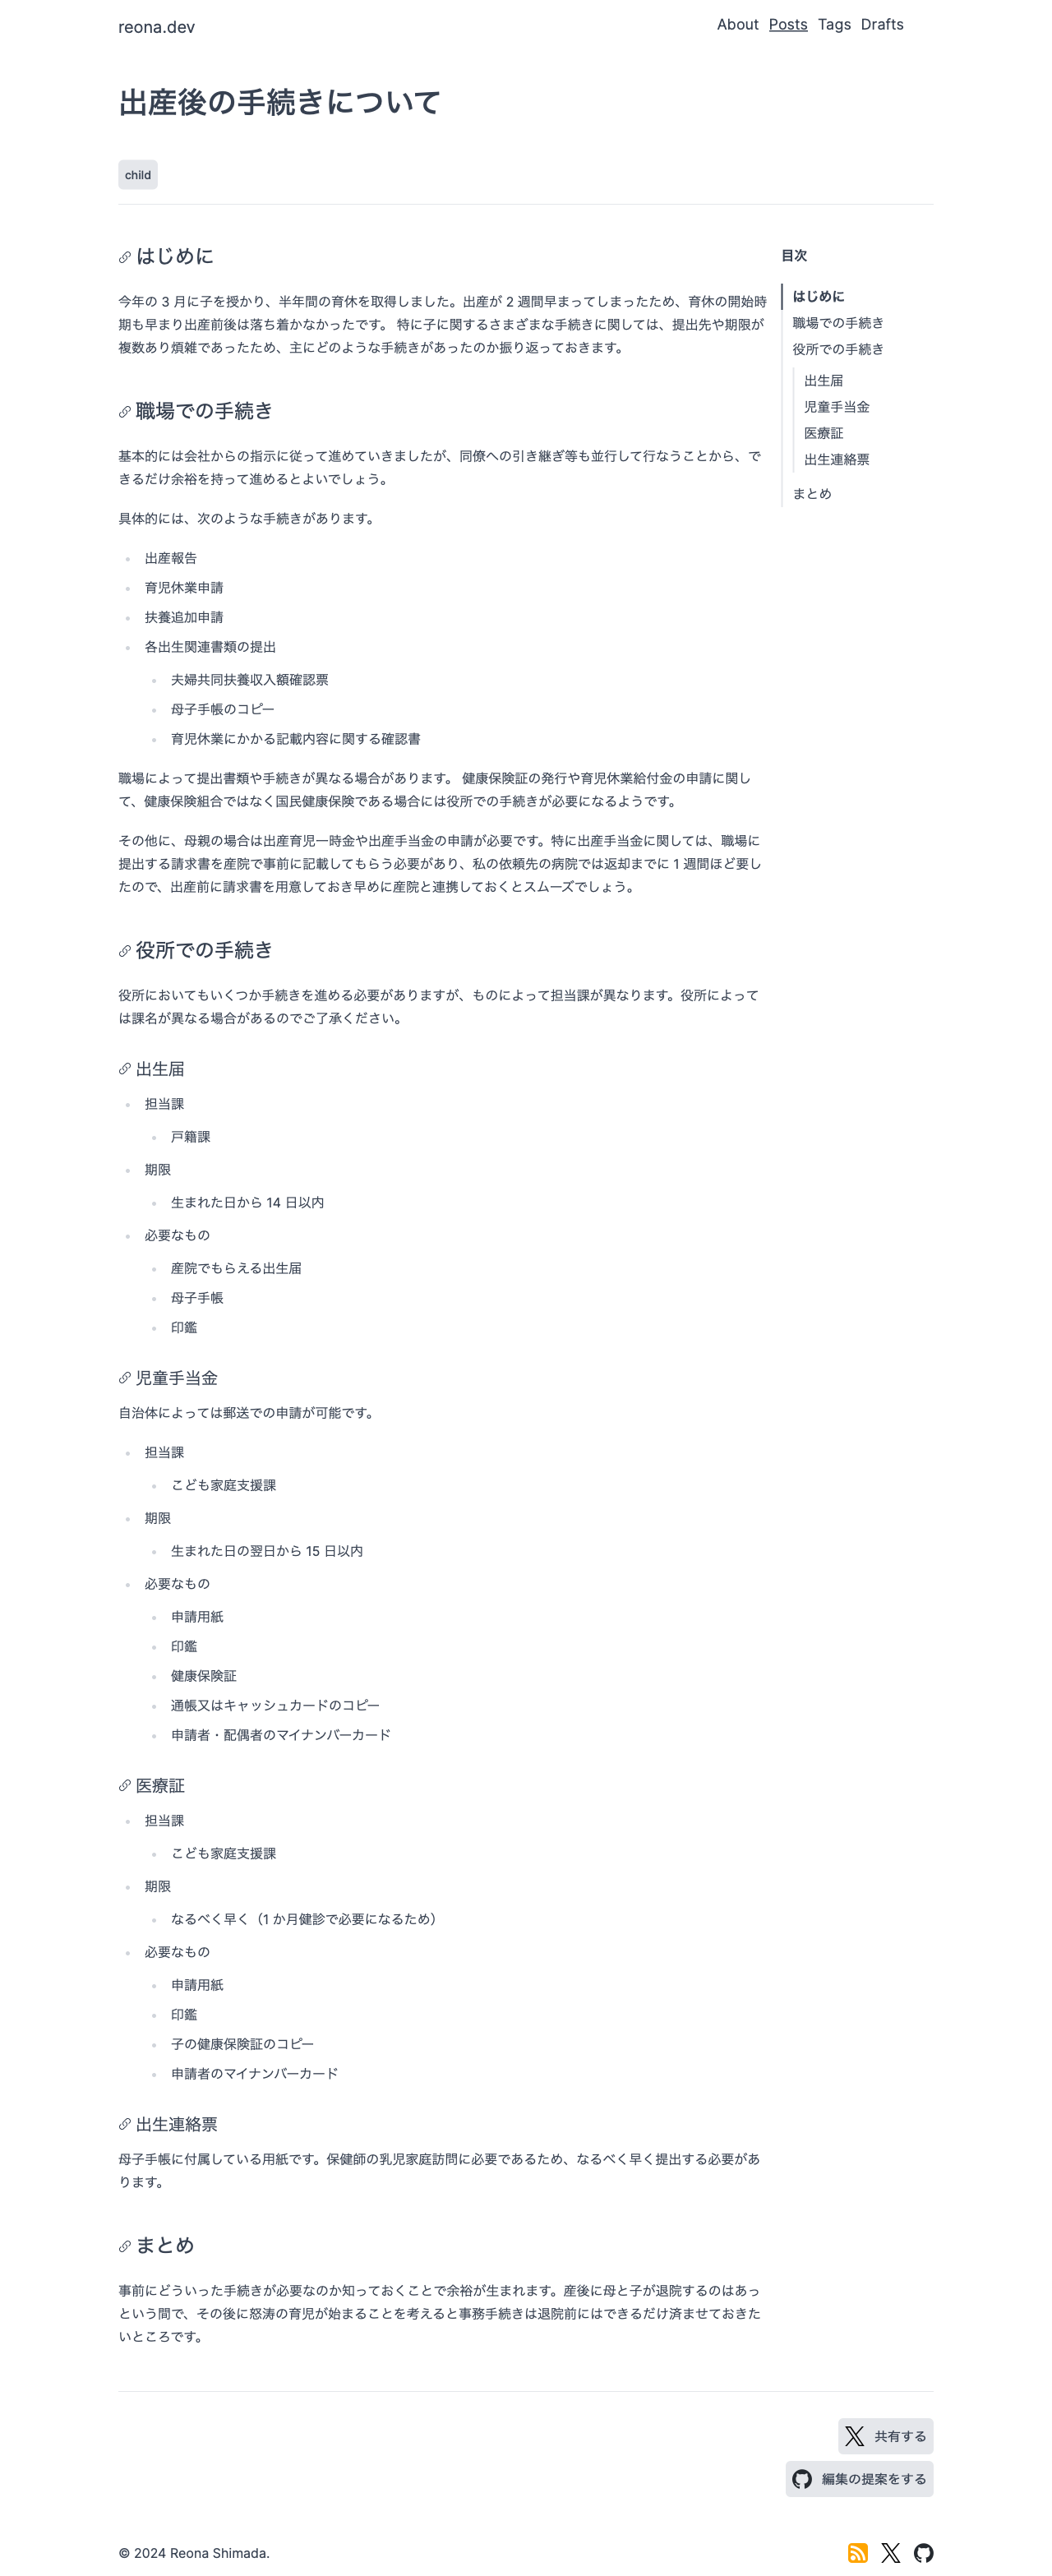 reona.dev
About Posts Tags Drafts
出産後の手続きについて
child
はじめに
今年の 3 月に子を授かり、半年間の育休を取得しました。出産が 2 週間早まってしまったため、育休の開始時
期も早まり出産前後は落ち着かなかったです。 特に子に関するさまざまな手続きに関しては、提出先や期限が
複数あり煩雑であったため、主にどのような手続きがあったのか振り返っておきます。
職場での手続き
基本的には会社からの指示に従って進めていきましたが、同僚への引き継ぎ等も並行して行なうことから、で
きるだけ余裕を持って進めるとよいでしょう。
具体的には、次のような手続きがあります。
出産報告
育児休業申請
扶養追加申請
各出生関連書類の提出
夫婦共同扶養収入額確認票
母子手帳のコピー
育児休業にかかる記載内容に関する確認書
職場によって提出書類や手続きが異なる場合があります。 健康保険証の発行や育児休業給付金の申請に関し
て、健康保険組合ではなく国民健康保険である場合には役所での手続きが必要になるようです。
その他に、母親の場合は出産育児一時金や出産手当金の申請が必要です。特に出産手当金に関しては、職場に
提出する請求書を産院で事前に記載してもらう必要があり、私の依頼先の病院では返却までに 1 週間ほど要し
たので、出産前に請求書を用意しておき早めに産院と連携しておくとスムーズでしょう。
役所での手続き
役所においてもいくつか手続きを進める必要がありますが、ものによって担当課が異なります。役所によって
は課名が異なる場合があるのでご了承ください。
出生届
担当課
戸籍課
期限
生まれた日から 14 日以内
必要なもの
産院でもらえる出生届
母子手帳
印鑑
児童手当金
自治体によっては郵送での申請が可能です。
担当課
こども家庭支援課
期限
生まれた日の翌日から 15 日以内
必要なもの
申請用紙
印鑑
健康保険証
通帳又はキャッシュカードのコピー
申請者・配偶者のマイナンバーカード
医療証
担当課
こども家庭支援課
期限
なるべく早く（1 か月健診で必要になるため）
必要なもの
申請用紙
印鑑
子の健康保険証のコピー
申請者のマイナンバーカード
出生連絡票
母子手帳に付属している用紙です。保健師の乳児家庭訪問に必要であるため、なるべく早く提出する必要があ
ります。
まとめ
事前にどういった手続きが必要なのか知っておくことで余裕が生まれます。産後に母と子が退院するのはあっ
という間で、その後に怒涛の育児が始まることを考えると事務手続きは退院前にはできるだけ済ませておきた
いところです。
目次
はじめに
職場での手続き
役所での手続き
出生届
児童手当金
医療証
出生連絡票
まとめ
共有する
編集の提案をする
© 2024 Reona Shimada.